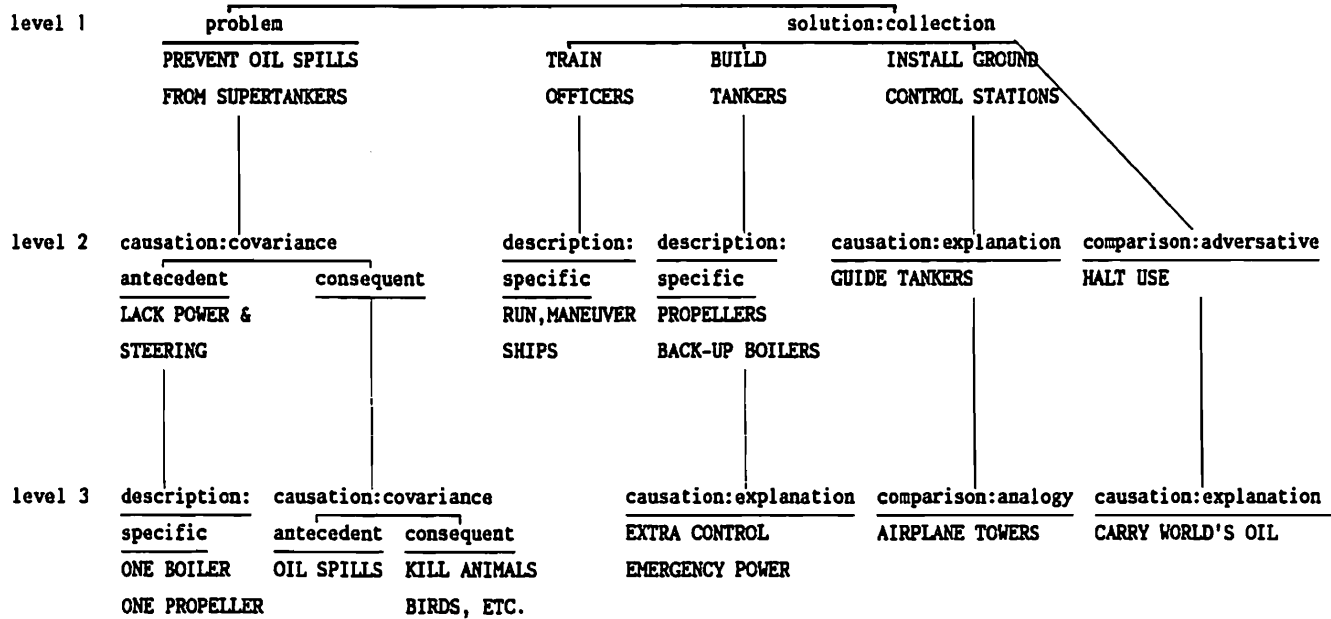 level 1 problem solution:collection
PREVENT OIL SPILLS TRAIN BUILD INSTALL GROUND
FROM SUPERTANKERS OFFICERS TANKERS CONTROL STATIONS
level 2 causation:covariance description: description: causation:explanation comparison:adversative
antecedent consequent specific specific GUIDE TANKERS HALT USE
LACK POWER & RUN,MANEUVER PROPELLERS
STEERING SHIPS BACK-UP BOILERS
level 3 description: causation:covariance causation:explanation comparison:analogy causation:explanation
specific antecedent consequent EXTRA CONTROL AIRPLANE TOWERS CARRY WORLD'S OIL
ONE BOILER OIL SPILLS KILL ANIMALS EMERGENCY POWER
ONE PROPELLER BIRDS, ETC.